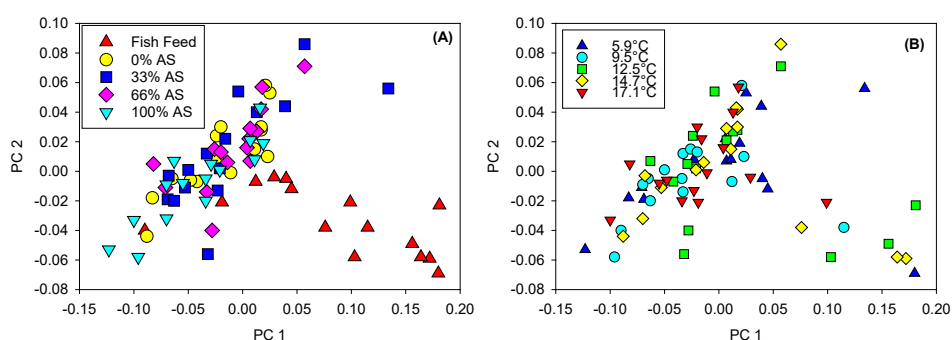 (A)
Fish Feed
0% AS
33% AS
66% AS
100% AS
0.10
0.08
0.06
0.04
0.02
0.00
-0.02
-0.04
-0.06
-0.08
PC 2
-0.15 -0.10 -0.05 0.00 0.05 0.10 0.15 0.20
PC 1
(B)
5.9°C
9.5°C
12.5°C
14.7°C
17.1°C
0.10
0.08
0.06
0.04
0.02
0.00
-0.02
-0.04
-0.06
-0.08
PC 2
-0.15 -0.10 -0.05 0.00 0.05 0.10 0.15 0.20
PC 1